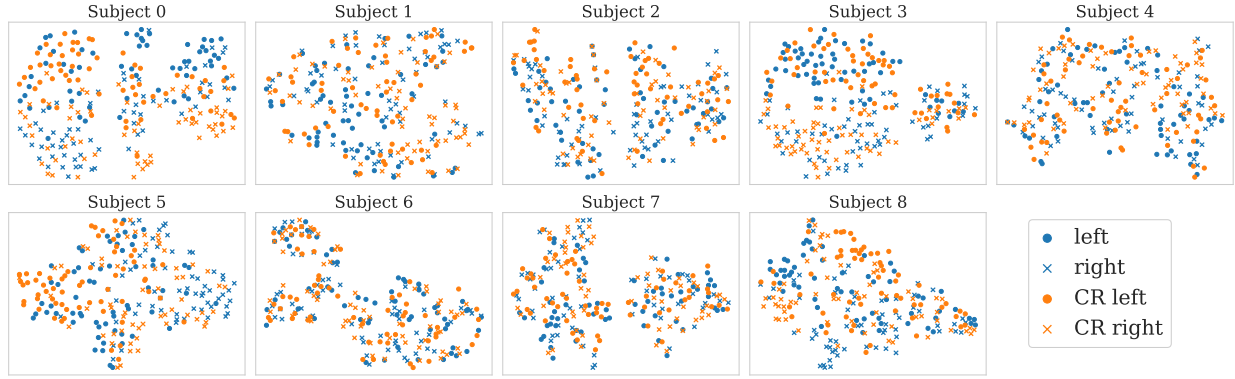 Subject 0
Subject 1
Subject 2
Subject 3
Subject 4
Subject 5
Subject 6
Subject 7
Subject 8
left
right
CR left
CR right